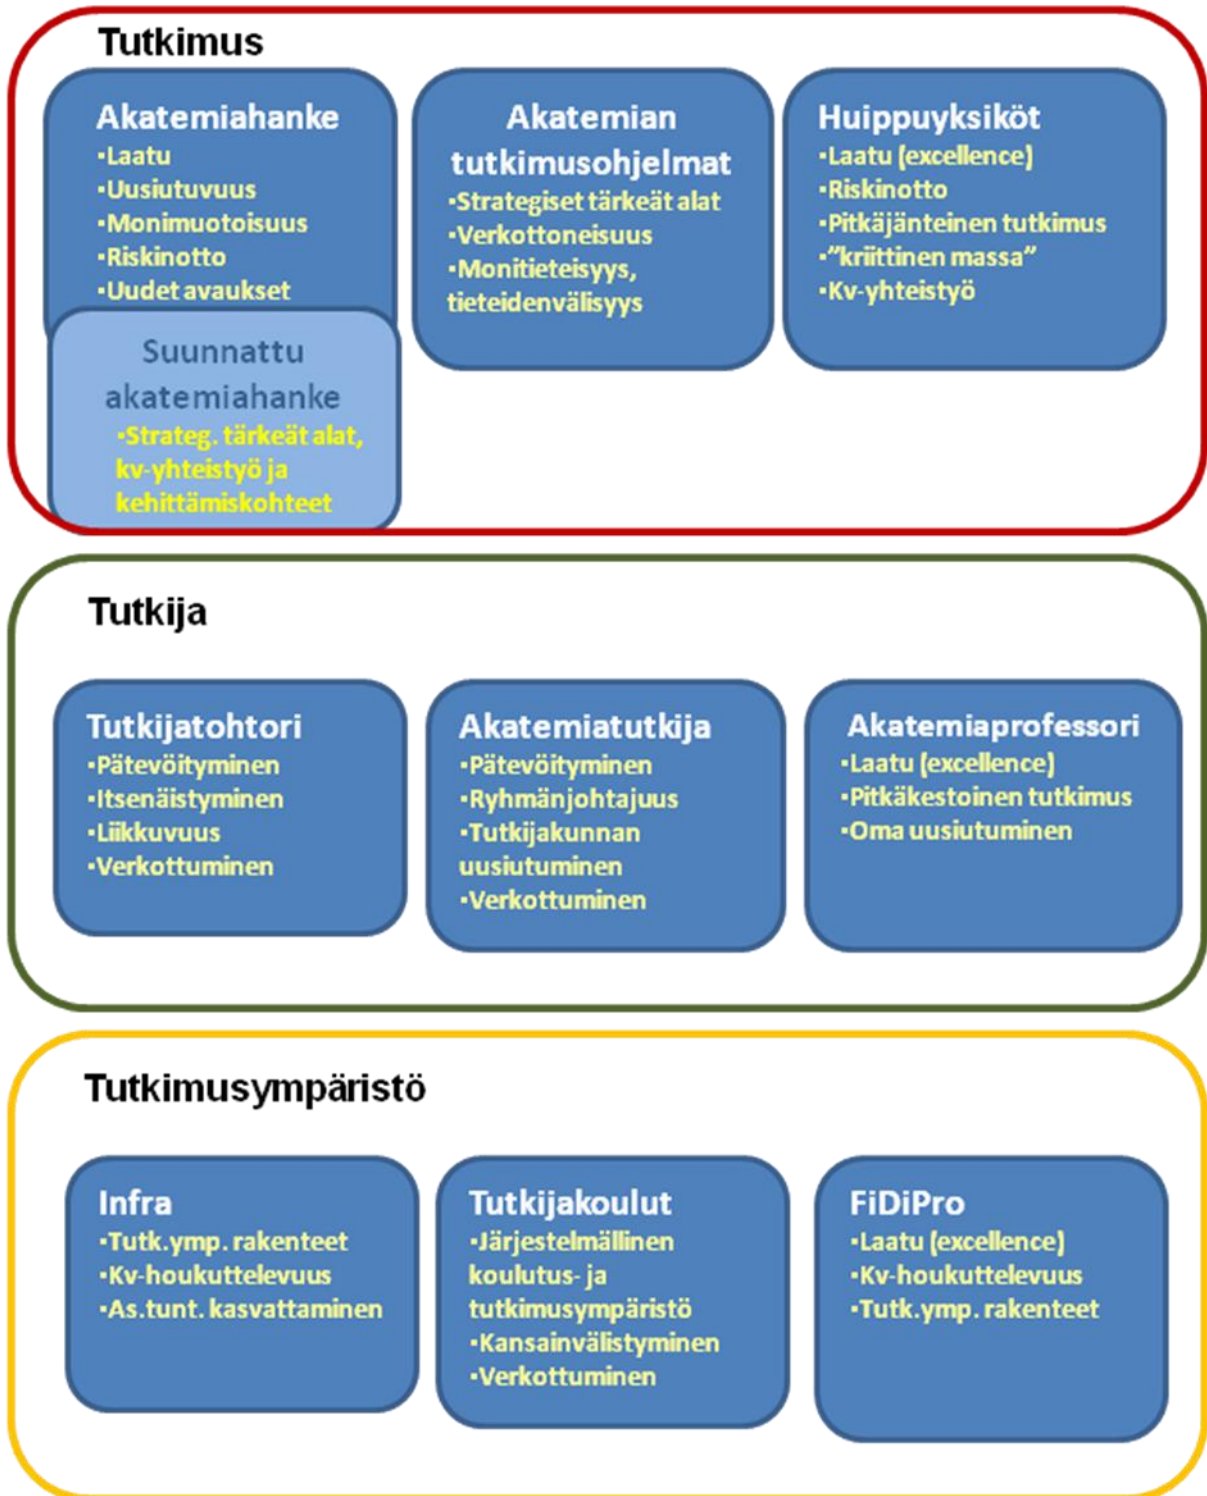 Tutkimus
Akatemiahanke
▪Laatu
▪Uusiutuvuus
▪Monimuotoisuus
▪Riskinotto
▪Uudet avaukset
Suunnattu
akatemiahanke
▪Strateg. tärkeät alat,
kv-yhteistyö ja
kehittämiskohteet
Akatemian
tutkimusohjelmat
▪Strategiset tärkeät alat
▪Verkottoneisuus
▪Monitieteisyys,
tieteidenvälisyys
Huippuyksiköt
▪Laatu (excellence)
▪Riskinotto
▪Pitkäjänteinen tutkimus
▪”kriittinen massa”
▪Kv-yhteistyö
Tutkija
Tutkijatohtori
▪Pätevöityminen
▪Itsenäistyminen
▪Liikkuvuus
▪Verkottuminen
Akatemiatutkija
▪Pätevöityminen
▪Ryhmänjohtajuus
▪Tutkijakunnan
uusiutuminen
▪Verkottuminen
Akatemiaprofessori
▪Laatu (excellence)
▪Pitkäkestoinen tutkimus
▪Oma uusiutuminen
Tutkimusympäristö
Infra
▪Tutk.ymp. rakenteet
▪Kv-houkuttelevuus
▪As.tunt. kasvattaminen
Tutkijakoulut
▪Järjestelmällinen
koulutus- ja
tutkimusympäristö
▪Kansainvälistyminen
▪Verkottuminen
FiDiPro
▪Laatu (excellence)
▪Kv-houkuttelevuus
▪Tutk.ymp. rakenteet